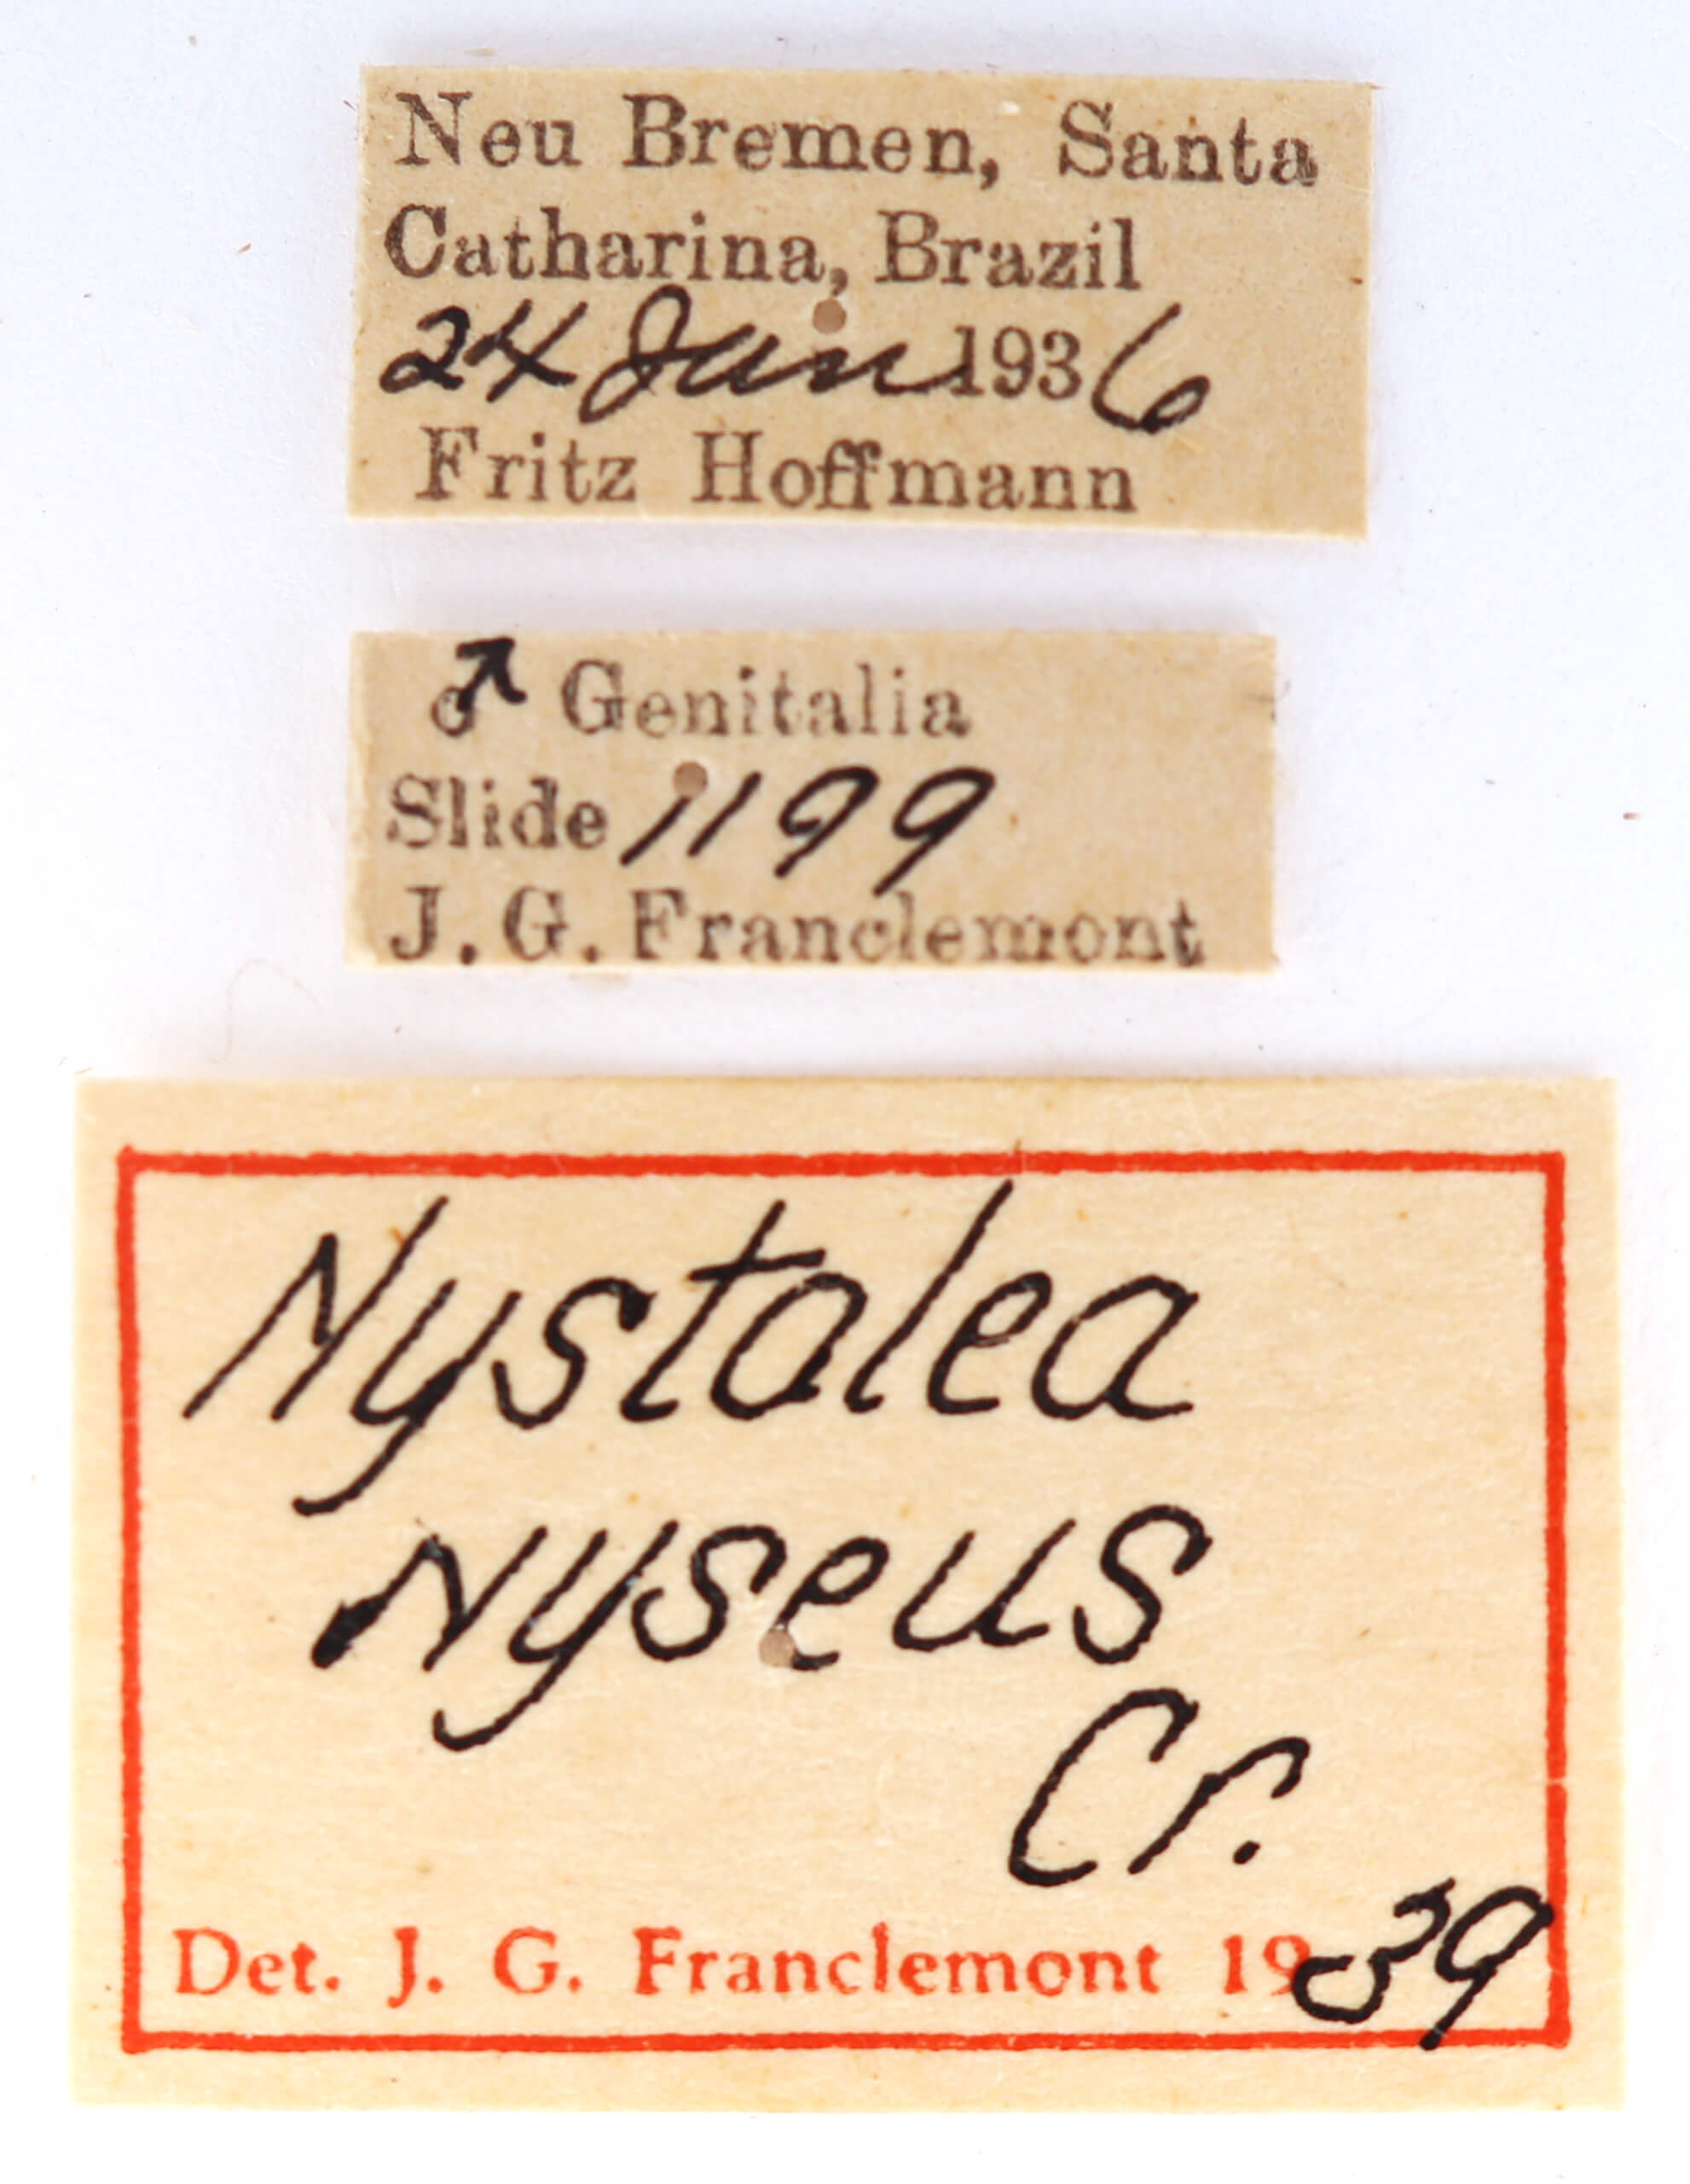 Neu Bremen, Santa
Catharina, Brazil
24 Jan 1936
Fritz Hoffmann
♂ Genitalia
Slide 1199
J. G. Franclemont
Nystalea
nyseus
Cr.
Det. J. G. Franclemont 1939